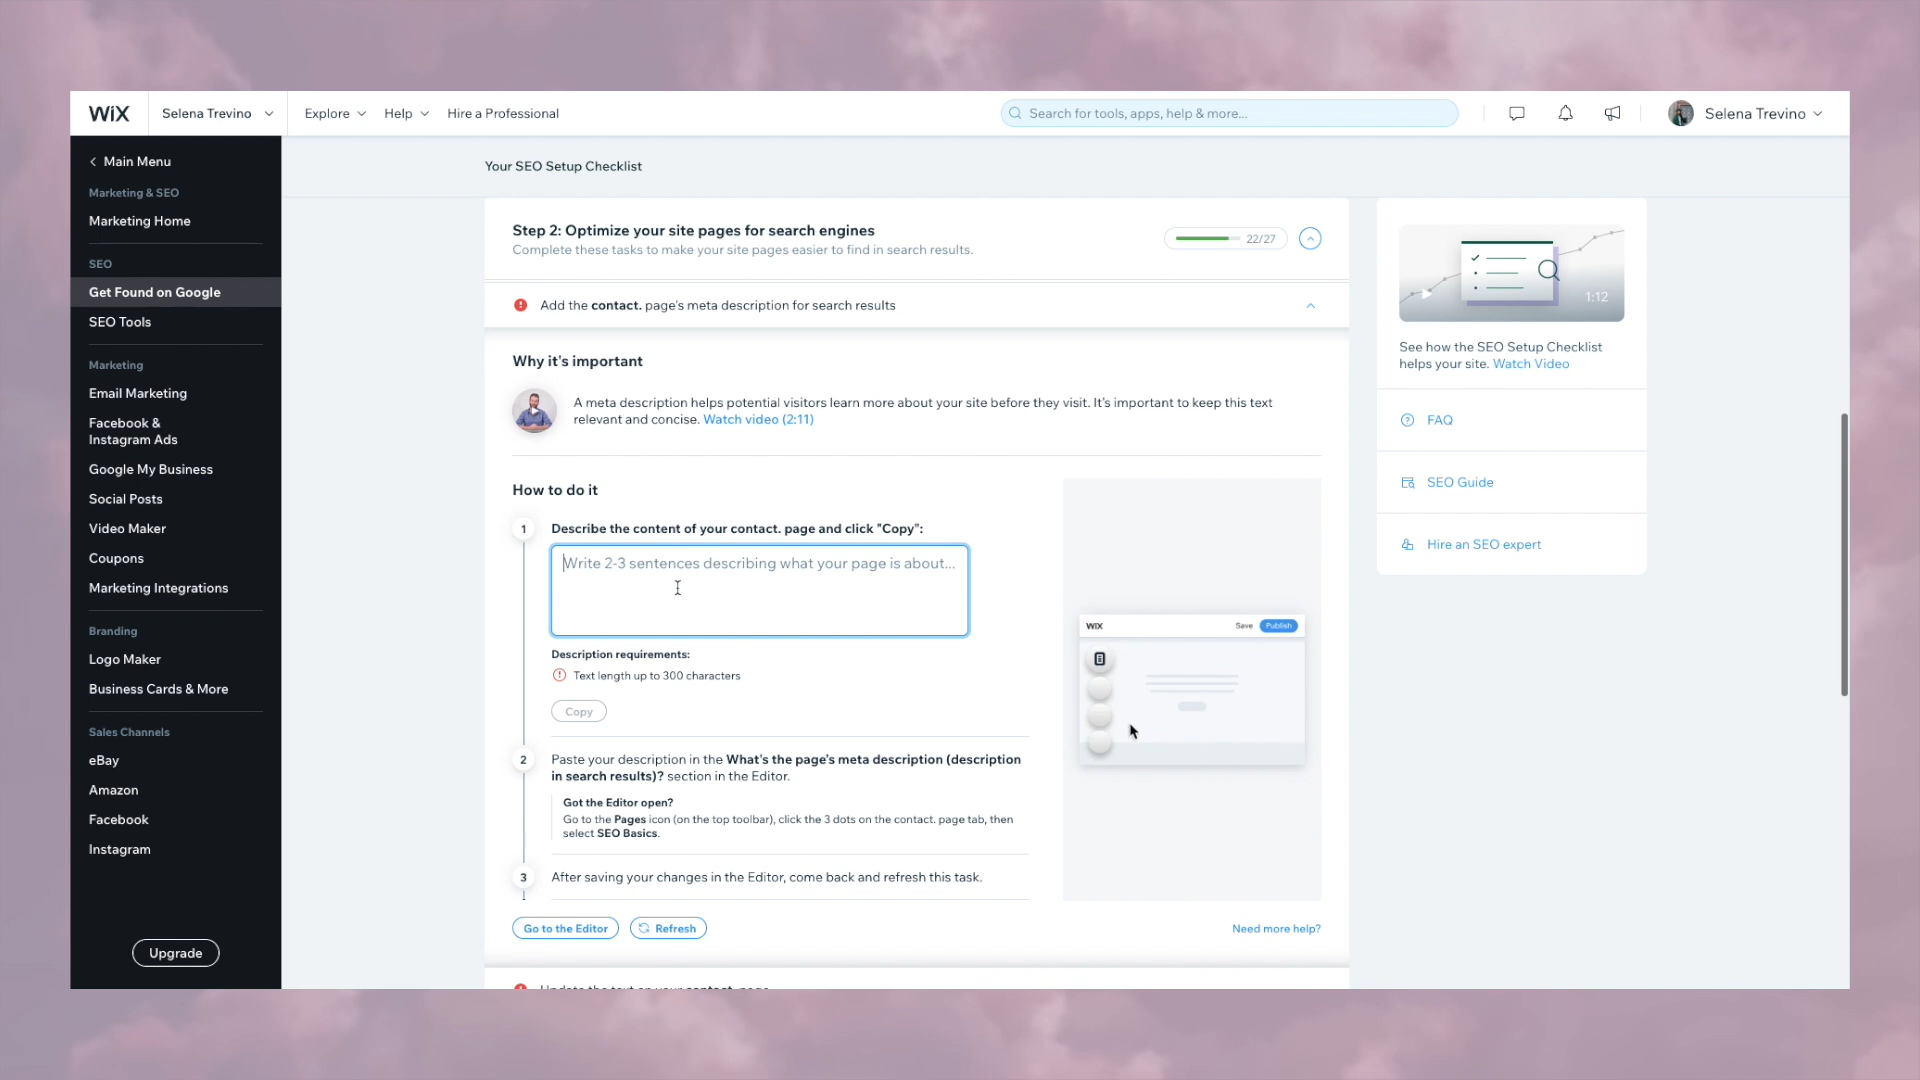 WiX
Selena Trevino
Explore
Help
Hire a Professional
Search for tools, apps, help & more...
Selena Trevino
Main Menu
Marketing & SEO
Marketing Home
SEO
Get Found on Google
SEO Tools
Marketing
Email Marketing
Facebook &
Instagram Ads
Google My Business
Social Posts
Video Maker
Coupons
Marketing Integrations
Branding
Logo Maker
Business Cards & More
Sales Channels
eBay
Amazon
Facebook
Instagram
Upgrade
Your SEO Setup Checklist
Step 2: Optimize your site pages for search engines
Complete these tasks to make your site pages easier to find in search results.
22/27
Add the contact. page's meta description for search results
Why it's important
A meta description helps potential visitors learn more about your site before they visit. It's important to keep this text
relevant and concise. Watch video (2:11)
How to do it
1
Describe the content of your contact. page and click "Copy":
Write 2-3 sentences describing what your page is about...
Description requirements:
Text length up to 300 characters
Copy
2
Paste your description in the What's the page's meta description (description
in search results)? section in the Editor.
Got the Editor open?
Go to the Pages icon (on the top toolbar), click the 3 dots on the contact. page tab, then
select SEO Basics.
3
After saving your changes in the Editor, come back and refresh this task.
Go to the Editor
Refresh
Need more help?
Update the text on your contact. page
WiX
Save
Publish
1:12
See how the SEO Setup Checklist
helps your site. Watch Video
FAQ
SEO Guide
Hire an SEO expert